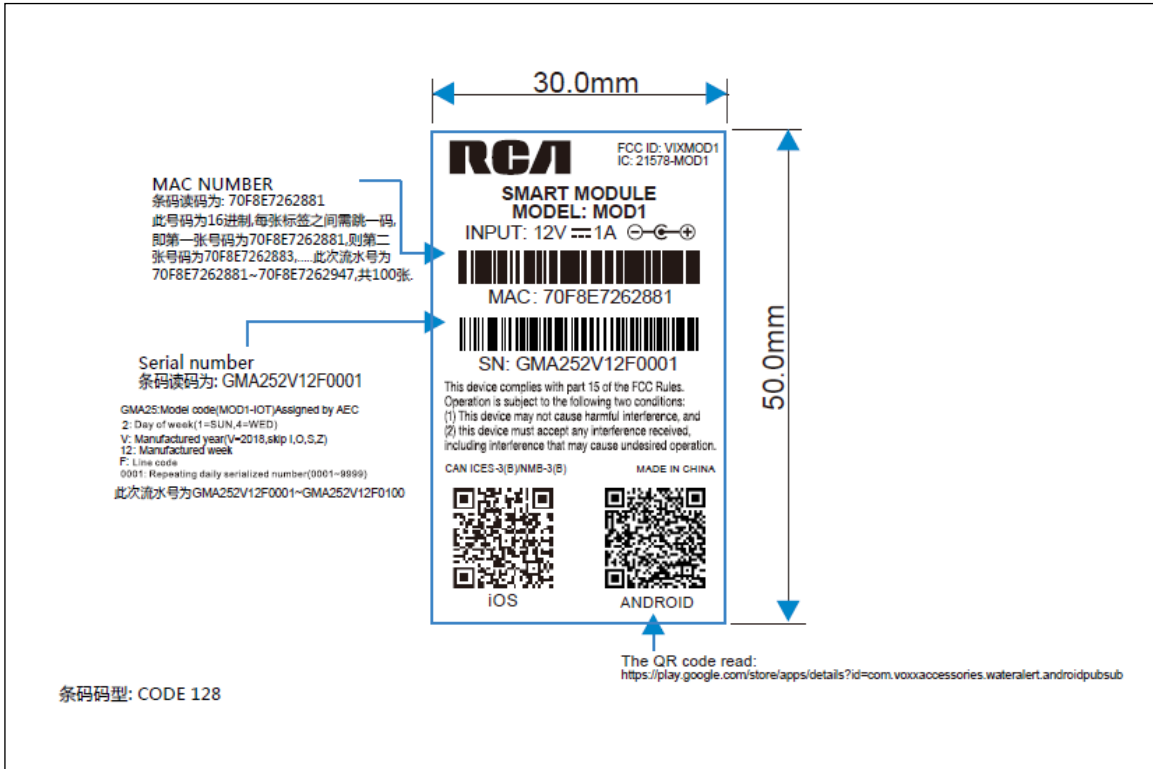 30.0mm
RCA
FCC ID: VIXMOD1
IC: 21578-MOD1
SMART MODULE
MODEL: MOD1
INPUT: 12V 1A
MAC: 70F8E7262881
SN: GMA252V12F0001
This device complies with part 15 of the FCC Rules.
Operation is subject to the following two conditions:
(1) This device may not cause harmful interference, and
(2) this device must accept any interference received,
including interference that may cause undesired operation.
CAN ICES-3(B)/NMB-3(B)
MADE IN CHINA
iOS
ANDROID
50.0mm
MAC NUMBER
条码读码为: 70F8E7262881
此号码为16进制,每张标签之间需跳一码,
即第一张号码为70F8E7262881,则第二
张号码为70F8E7262883,.....此次流水号为
70F8E7262881~70F8E7262947,共100张.
Serial number
条码读码为: GMA252V12F0001
GMA25:Model code(MOD1-IOT)Assigned by AEC
2: Day of week(1=SUN,4=WED)
V: Manufactured year(V=2018,skip I,O,S,Z)
12: Manufactured week
F: Line code
0001: Repeating daily serialized number(0001~9999)
此次流水号为GMA252V12F0001~GMA252V12F0100
The QR code read:
https://play.google.com/store/apps/details?id=com.voxxaccessories.wateralert.androidpubsub
条码码型: CODE 128